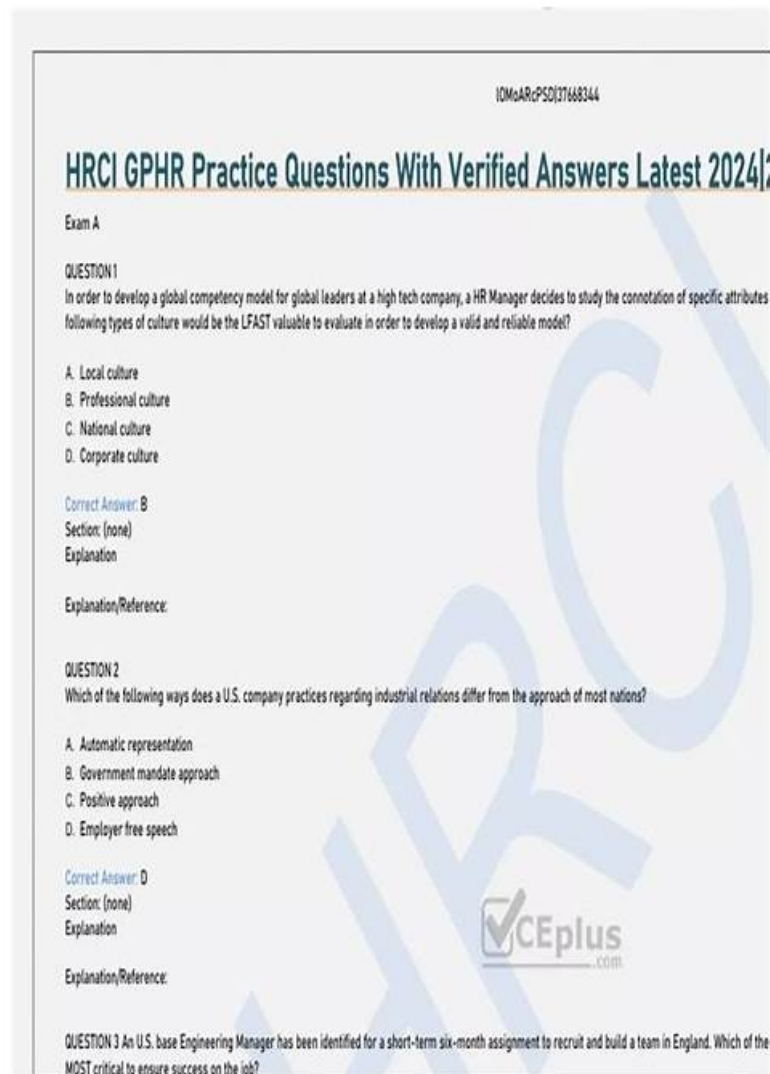 IOMoARcPSD|37668344
HRCI GPHR Practice Questions With Verified Answers Latest 2024|2
Exam A
QUESTION 1
In order to develop a global competency model for global leaders at a high tech company, a HR Manager decides to study the connotation of specific attributes
following types of culture would be the LFAST valuable to evaluate in order to develop a valid and reliable model?
A. Local culture
B. Professional culture
C. National culture
D. Corporate culture
Correct Answer: B
Section: (none)
Explanation
Explanation/Reference:
QUESTION 2
Which of the following ways does a U.S. company practices regarding industrial relations differ from the approach of most nations?
A. Automatic representation
B. Government mandate approach
C. Positive approach
D. Employer free speech
Correct Answer: D
Section: (none)
Explanation
CEplus
.com
Explanation/Reference:
QUESTION 3 An U.S. base Engineering Manager has been identified for a short-term six-month assignment to recruit and build a team in England. Which of the
MOST critical to ensure success on the job?
HRCI